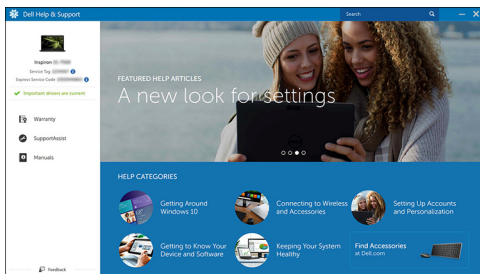 Dell Help & Support
Search
Inspiron
Service Tag
Express Service Code
Important drivers are current
Warranty
SupportAssist
Manuals
Feedback
FEATURED HELP ARTICLES
A new look for settings
HELP CATEGORIES
Getting Around
Windows 10
Connecting to Wireless
and Accessories
Setting Up Accounts
and Personalization
Getting to Know Your
Device and Software
Keeping Your System
Healthy
Find Accessories
at Dell.com